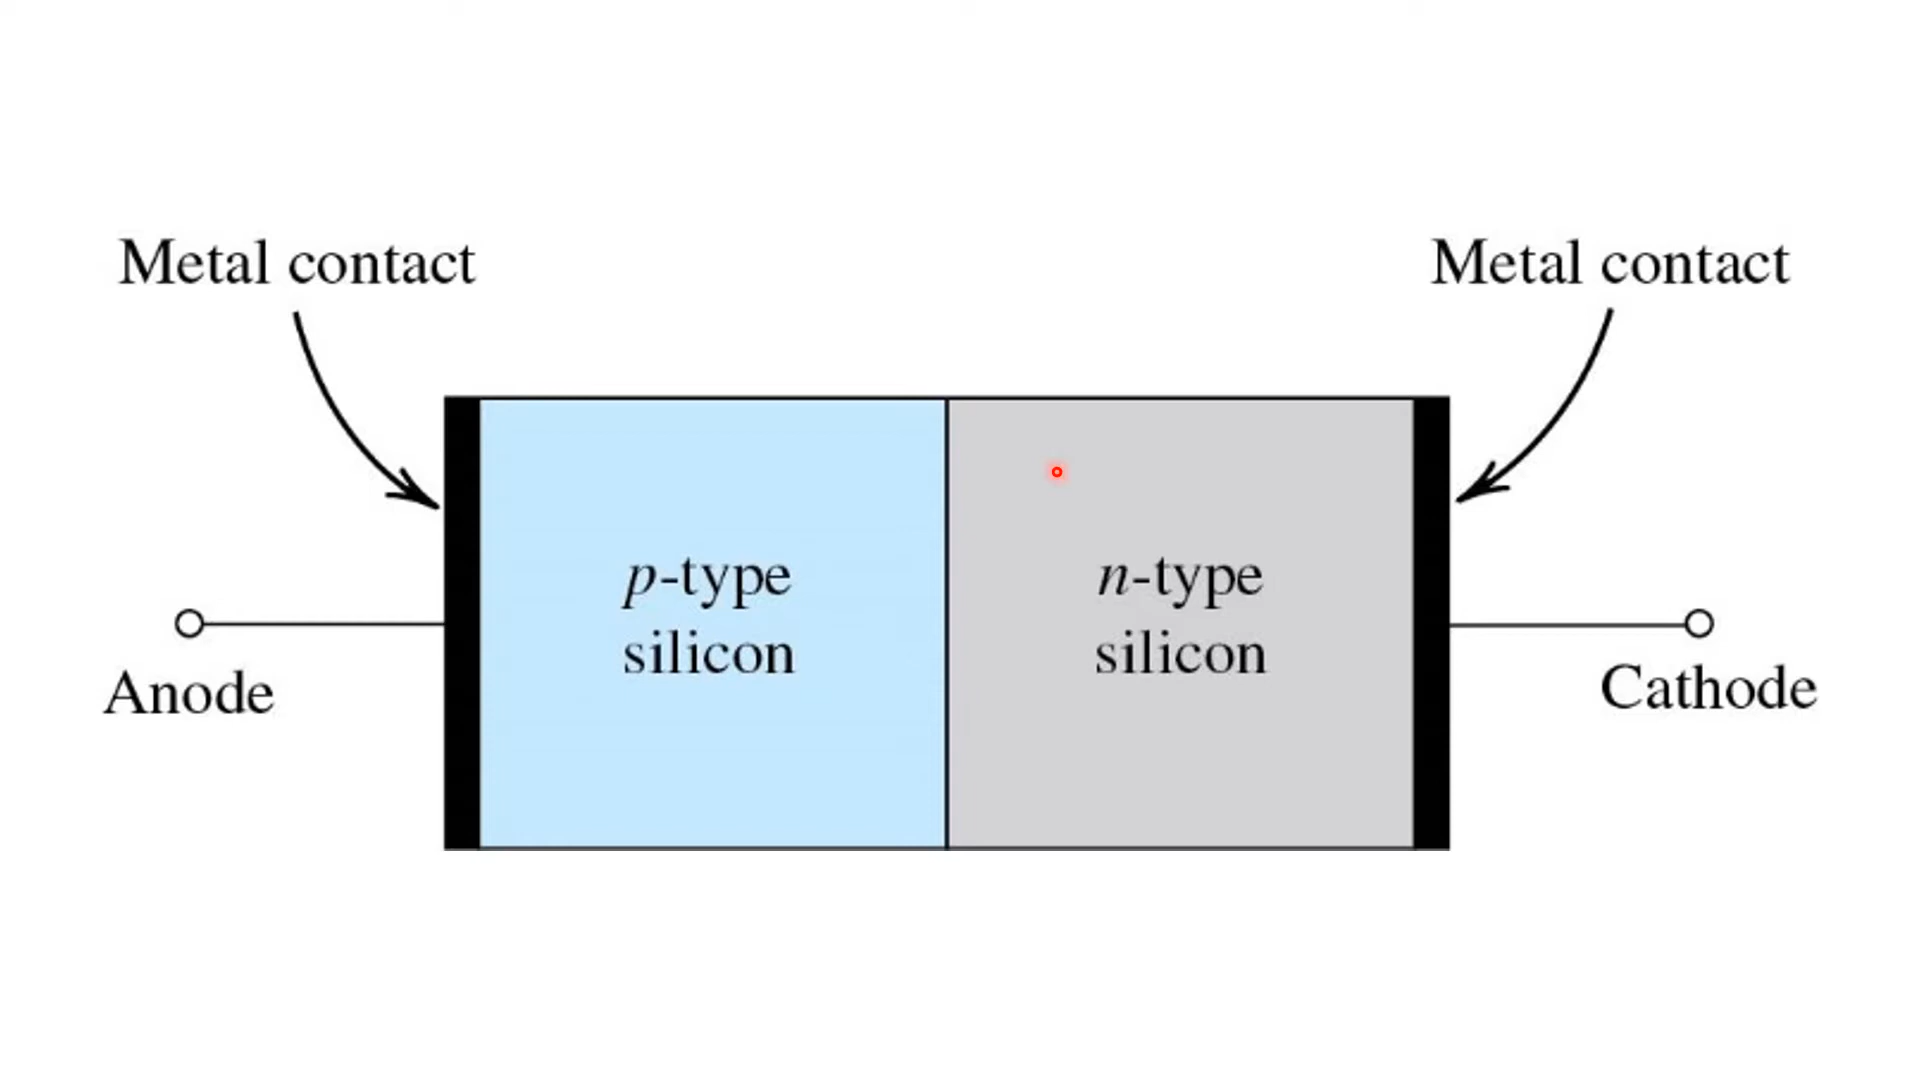 Metal contact
Metal contact
p-type
silicon
n-type
silicon
Anode
Cathode